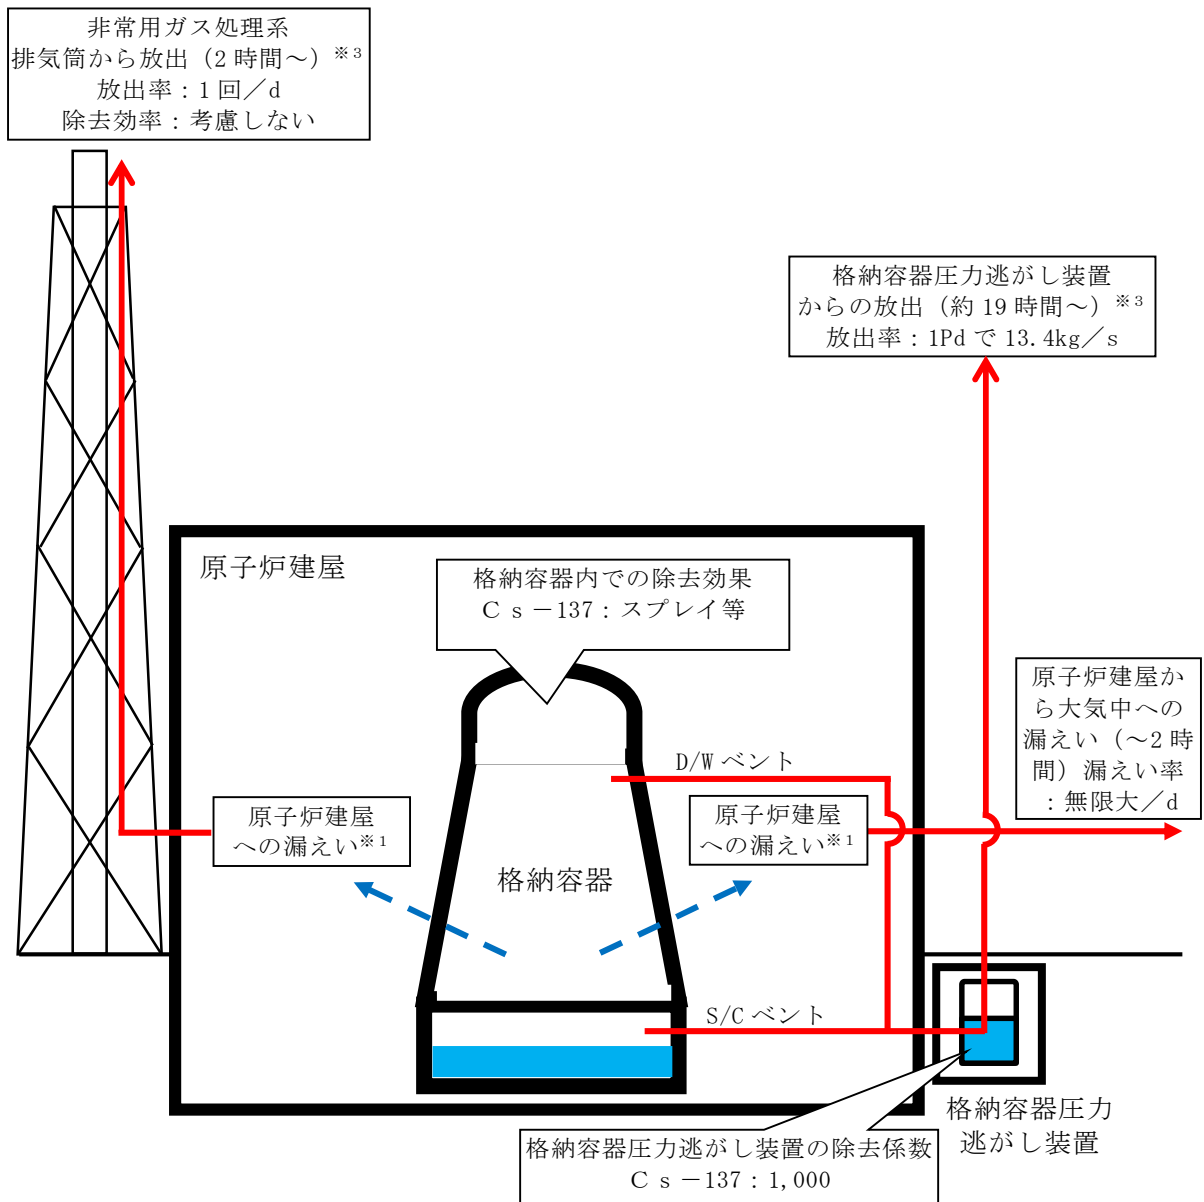 非常用ガス処理系
排気筒から放出（2 時間～）※3
放出率：1 回／d
除去効率：考慮しない
格納容器圧力逃がし装置
からの放出（約 19 時間～）※3
放出率：1Pd で 13.4kg／s
原子炉建屋
格納容器内での除去効果
Ｃｓ－137：スプレイ等
原子炉建屋か
ら大気中への
漏えい（～2 時
間）漏えい率
：無限大／d
D/W ベント
原子炉建屋
への漏えい※1
原子炉建屋
への漏えい※1
格納容器
S/C ベント
格納容器圧力
逃がし装置
格納容器圧力逃がし装置の除去係数
Ｃｓ－137：1,000